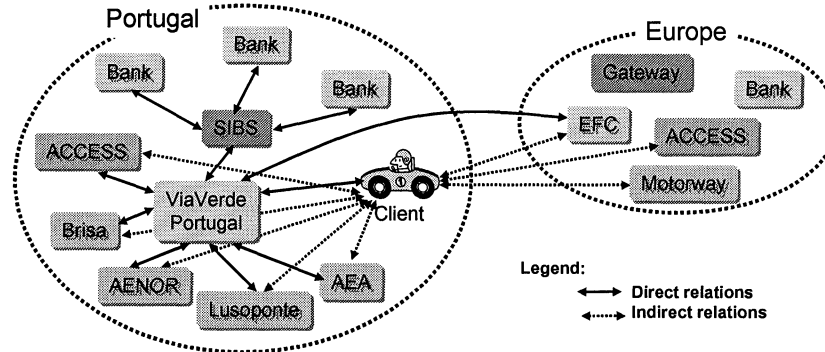 Portugal
Europe
Bank
Bank
Bank
SIBS
ACCESS
ViaVerde
Portugal
Brisa
AENOR
Lusoponte
AEA
1
Client
Gateway
Bank
EFC
ACCESS
Motorway
Legend:
Direct relations
Indirect relations